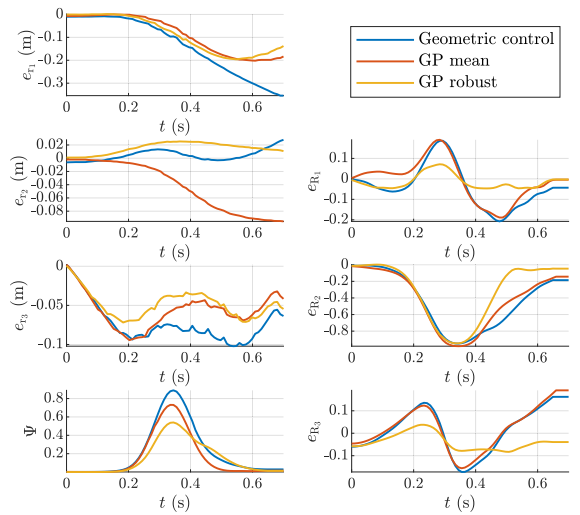 0
-0.1
-0.2
-0.3
e_{r_1} (m)
0 0.2 0.4 0.6
t (s)
Geometric control
GP mean
GP robust
0.02
0
-0.02
-0.04
-0.06
-0.08
e_{r_2} (m)
0 0.2 0.4 0.6
t (s)
0.1
0
-0.1
-0.2
e_{R_1}
0 0.2 0.4 0.6
t (s)
0
-0.05
-0.1
e_{r_3} (m)
0 0.2 0.4 0.6
t (s)
0
-0.2
-0.4
-0.6
-0.8
e_{R_2}
0 0.2 0.4 0.6
t (s)
0.8
0.6
0.4
0.2
Ψ
0 0.2 0.4 0.6
t (s)
0.1
0
-0.1
e_{R_3}
0 0.2 0.4 0.6
t (s)